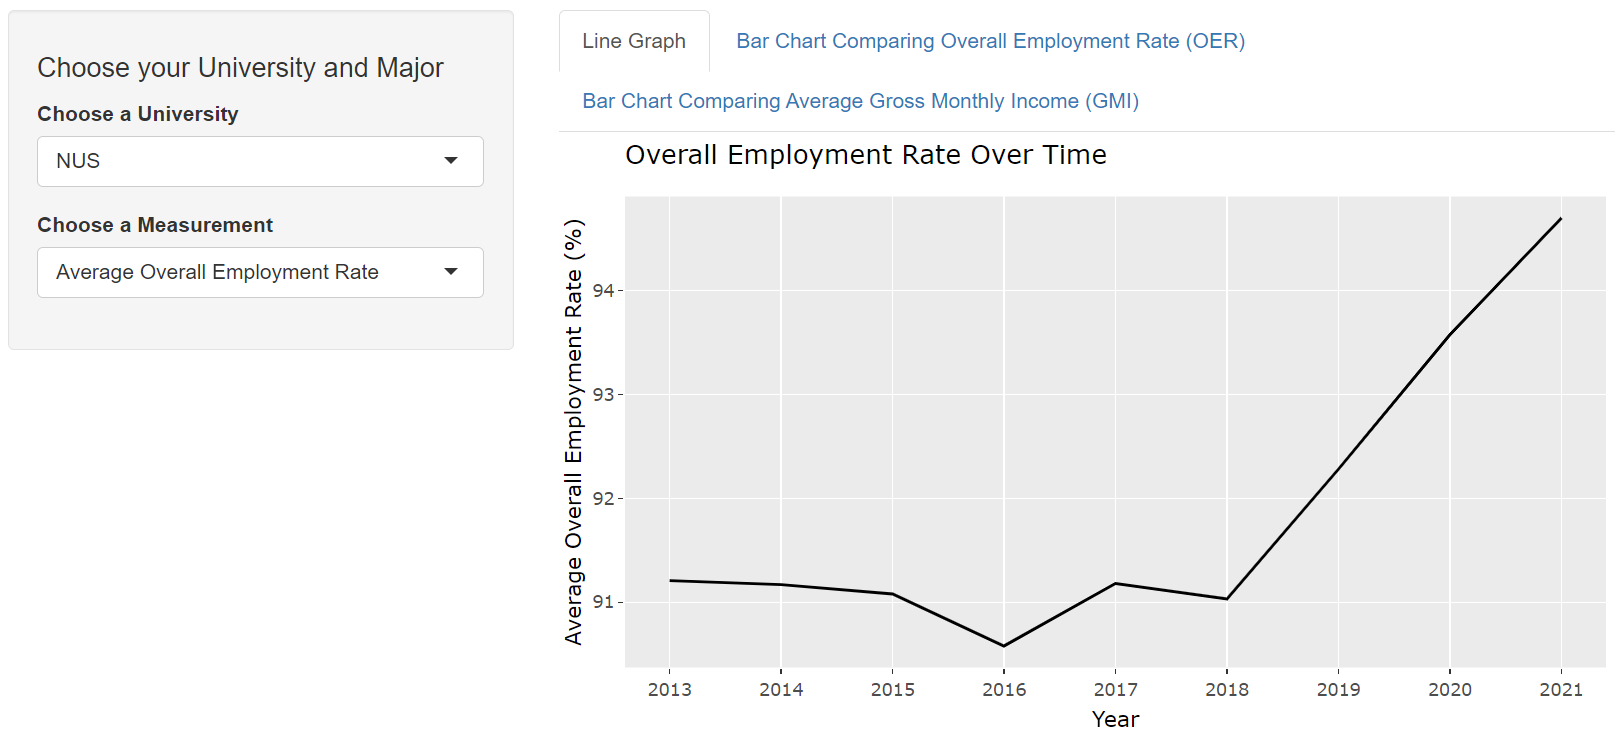 Choose your University and Major
Choose a University
NUS
Choose a Measurement
Average Overall Employment Rate
Line Graph
Bar Chart Comparing Overall Employment Rate (OER)
Bar Chart Comparing Average Gross Monthly Income (GMI)
Overall Employment Rate Over Time
Average Overall Employment Rate (%)
94
93
92
91
2013 2014 2015 2016 2017 2018 2019 2020 2021
Year